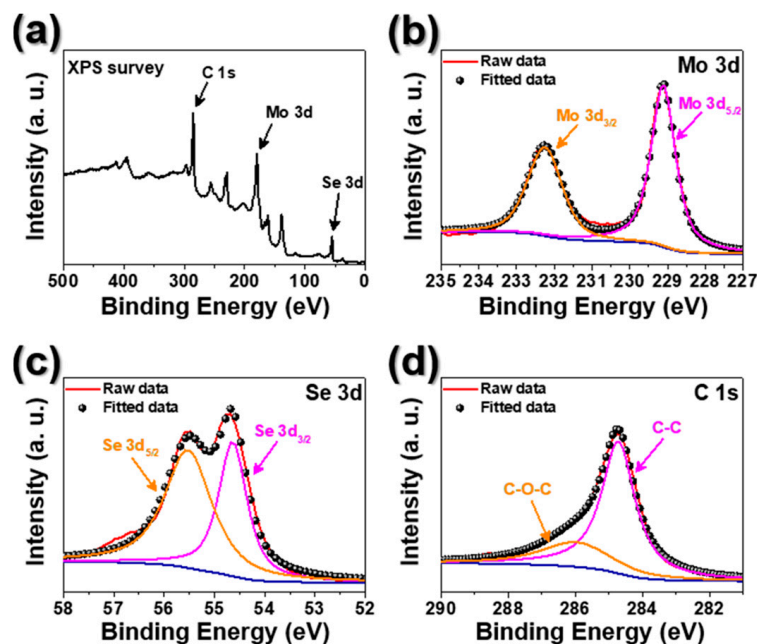 (a)
XPS survey
C 1s
Mo 3d
Se 3d
Intensity (a. u.)
500 400 300 200 100 0
Binding Energy (eV)
(b)
Raw data
Fitted data
Mo 3d
Mo 3d3/2
Mo 3d5/2
Intensity (a. u.)
235 234 233 232 231 230 229 228 227
Binding Energy (eV)
(c)
Raw data
Fitted data
Se 3d
Se 3d5/2
Se 3d3/2
Intensity (a. u.)
58 57 56 55 54 53 52
Binding Energy (eV)
(d)
Raw data
Fitted data
C 1s
C-C
C-O-C
Intensity (a. u.)
290 288 286 284 282
Binding Energy (eV)